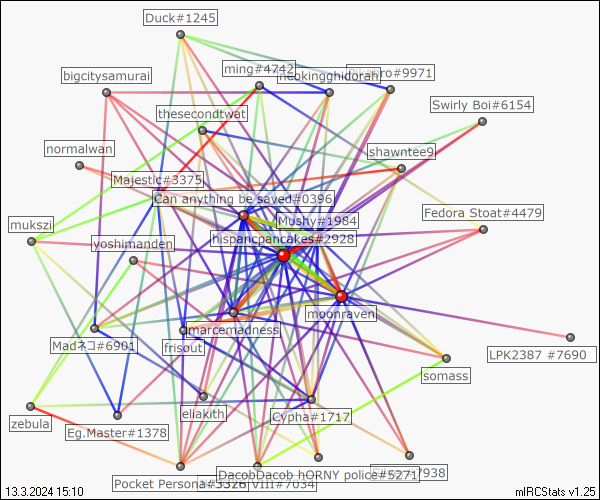 Duck#1245
ming#4742
neokingghidorah
#9971
bigcitysamurai
Swirly Boi#6154
thesecondtwat
normalwan
shawntee9
Majestic#3375
Can anything be saved#0396
Fedora Stoat#4479
Mushy#1984
mukszi
yoshimanden
hispancpancakes#2928
moonraven
marcemadness
Madネコ#6901
frisout
LPK2387 #7690
somass
eliakith
Cypha#1717
zebula
Eg.Master#1378
DacobDacob hORNY police#5271
Pocket Persona#3326
VIII#7034
7938
13.3.2024 15:10
mIRCStats v1.25